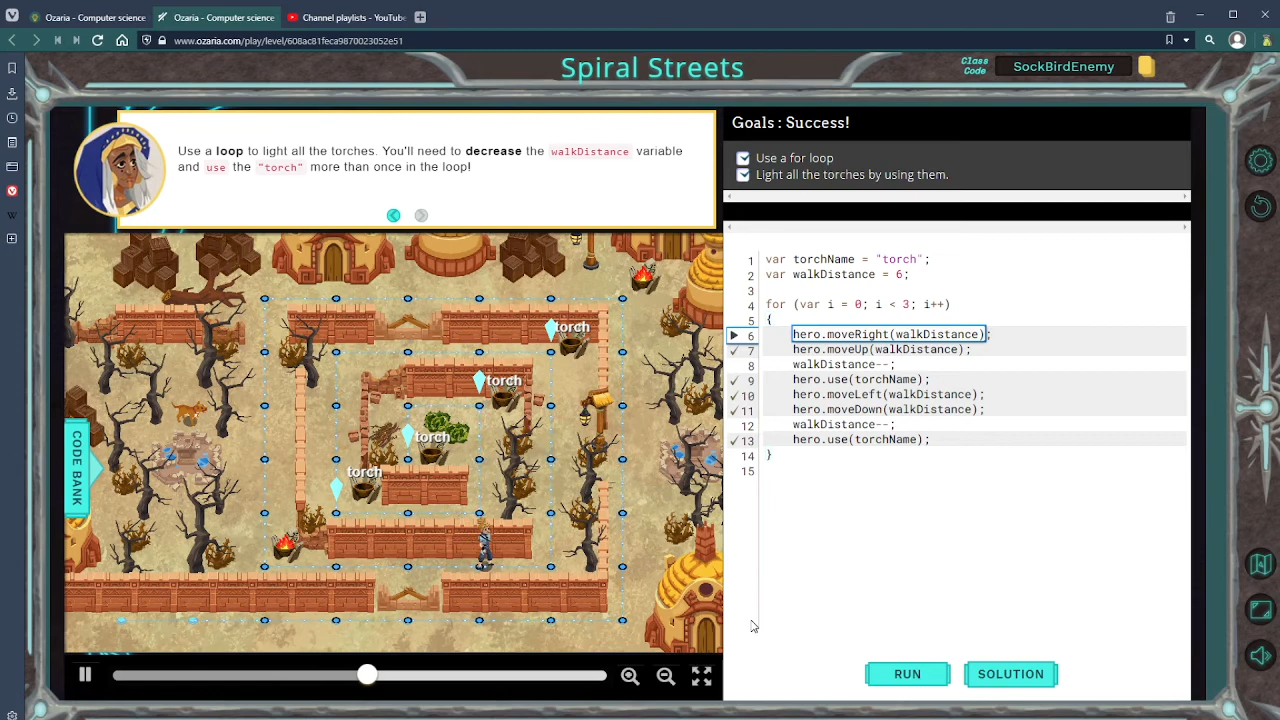 Ozaria - Computer science
Ozaria - Computer science
Channel playlists - YouTube
www.ozaria.com/play/level/608ac81feca9870023052e51
Spiral Streets
Class Code
SockBirdEnemy
Use a loop to light all the torches. You'll need to decrease the walkDistance variable
and use the "torch" more than once in the loop!
Goals : Success!
Use a for loop
Light all the torches by using them.
1 var torchName = "torch";
2 var walkDistance = 6;
3
4 for (var i = 0; i < 3; i++)
5 {
6 hero.moveRight(walkDistance);
7 hero.moveUp(walkDistance);
8 walkDistance--;
9 hero.use(torchName);
10 hero.moveLeft(walkDistance);
11 hero.moveDown(walkDistance);
12 walkDistance--;
13 hero.use(torchName);
14 }
15
torch
torch
torch
torch
CODE BANK
RUN
SOLUTION